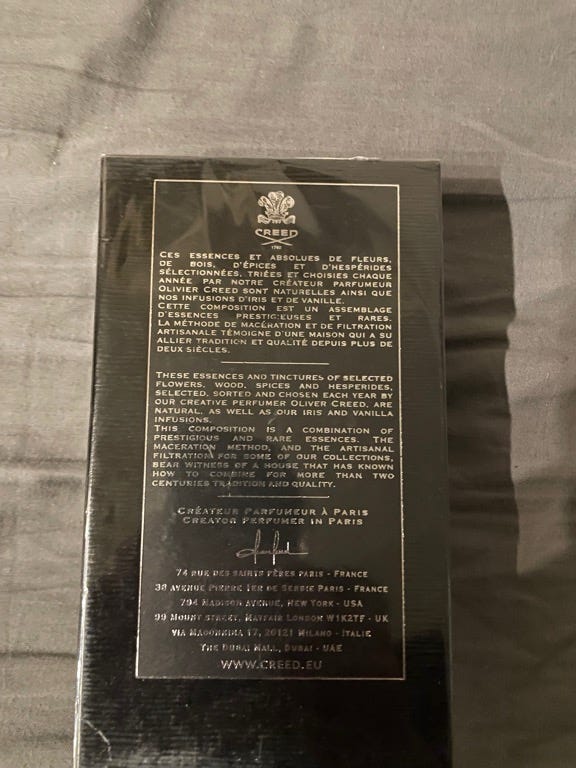 CREED
1760
CES ESSENCES ET ABSOLUES DE FLEURS,
DE BOIS, D'ÉPICES ET D'HESPÉRIDES
SÉLECTIONNÉES, TRIÉES ET CHOISIES CHAQUE
ANNÉE PAR NOTRE CRÉATEUR PARFUMEUR
OLIVIER CREED SONT NATURELLES AINSI QUE
NOS INFUSIONS D'IRIS ET DE VANILLE.
CETTE COMPOSITION EST UN ASSEMBLAGE
D'ESSENCES PRESTIGIEUSES ET RARES.
LA MÉTHODE DE MACÉRATION ET DE FILTRATION
ARTISANALE TÉMOIGNE D'UNE MAISON QUI A SU
ALLIER TRADITION ET QUALITÉ DEPUIS PLUS DE
DEUX SIÈCLES.
THESE ESSENCES AND TINCTURES OF SELECTED
FLOWERS, WOOD, SPICES AND HESPERIDES,
SELECTED, SORTED AND CHOSEN EACH YEAR BY
OUR CREATIVE PERFUMER OLIVER CREED, ARE
NATURAL, AS WELL AS OUR IRIS AND VANILLA
INFUSIONS.
THIS COMPOSITION IS A COMBINATION OF
PRESTIGIOUS AND RARE ESSENCES. THE
MACERATION METHOD, AND THE ARTISANAL
FILTRATION FOR SOME OF OUR COLLECTIONS,
BEAR WITNESS OF A HOUSE THAT HAS KNOWN
HOW TO COMBINE FOR MORE THAN TWO
CENTURIES TRADITION AND QUALITY.
CRÉATEUR PARFUMEUR À PARIS
CREATOR PERFUMER IN PARIS
74 RUE DES SAINTS PÈRES PARIS - FRANCE
38 AVENUE PIERRE 1ER DE SERBIE PARIS - FRANCE
794 MADISON AVENUE, NEW YORK - USA
99 MOUNT STREET, MAYFAIR LONDON W1K2TF - UK
VIA 17, 20121 MILANO - ITALIE
THE DUBAI MALL, DUBAI - UAE
WWW.CREED.EU